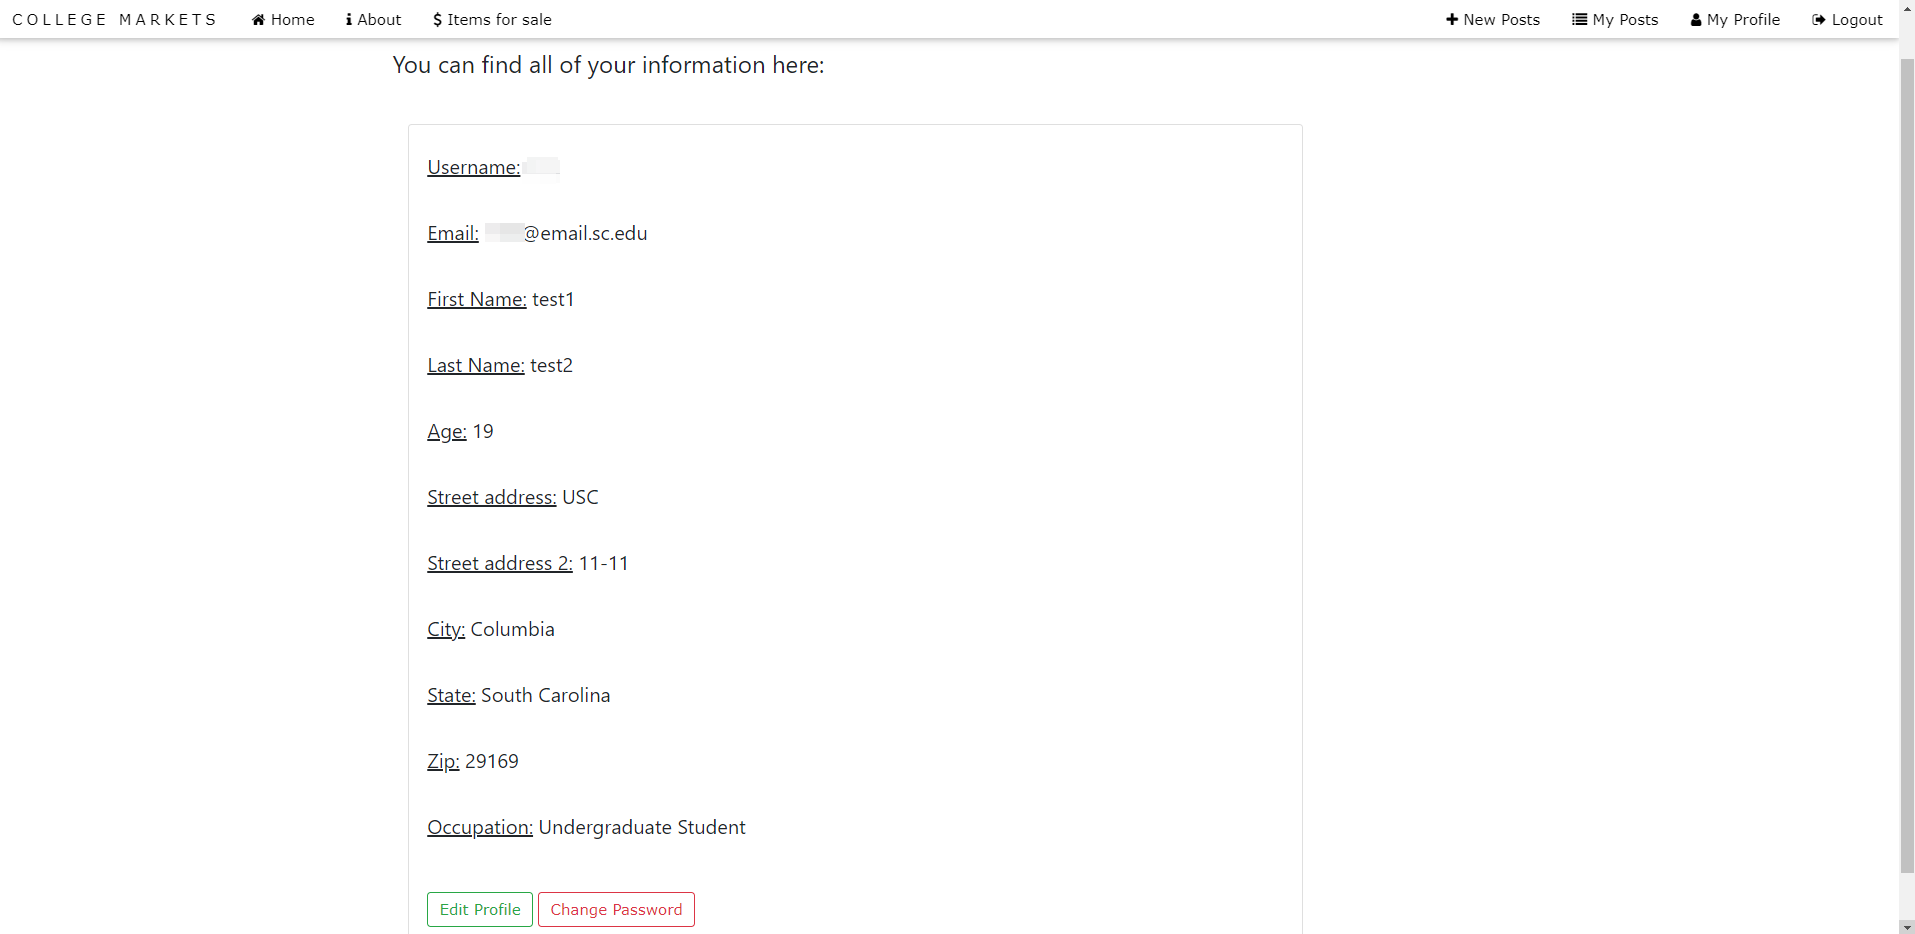 COLLEGE MARKETS Home About $ Items for sale + New Posts My Posts My Profile Logout
You can find all of your information here:
Username:
Email: @email.sc.edu
First Name: test1
Last Name: test2
Age: 19
Street address: USC
Street address 2: 11-11
City: Columbia
State: South Carolina
Zip: 29169
Occupation: Undergraduate Student
Edit Profile Change Password